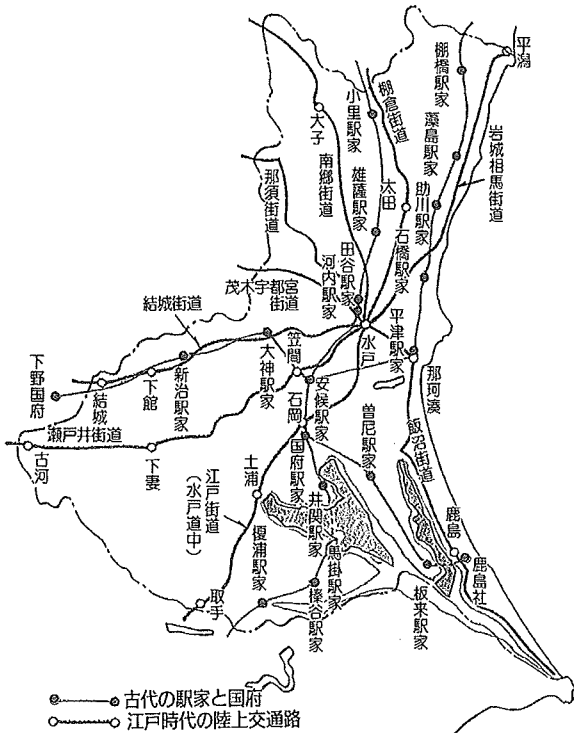 平潟
棚橋駅家
棚倉街道
小里駅家
大子
藻島駅家
岩城相馬街道
南郷街道
雄薩駅家
太田
助川駅家
那須街道
石橋駅家
田谷駅家
河内駅家
茂木宇都宮
街道
結城街道
笠間
水戸
平津駅家
那珂湊
下野国府
結城
下館
新治駅家
大神駅家
石岡
安候駅家
曽尼駅家
飯沼街道
瀬戸井街道
古河
下妻
国府駅家
土浦
江戸街道
(水戸道中)
榎浦駅家
井関駅家
馬掛駅家
鹿島
鹿島社
取手
榛谷駅家
板来駅家
古代の駅家と国府
江戸時代の陸上交通路